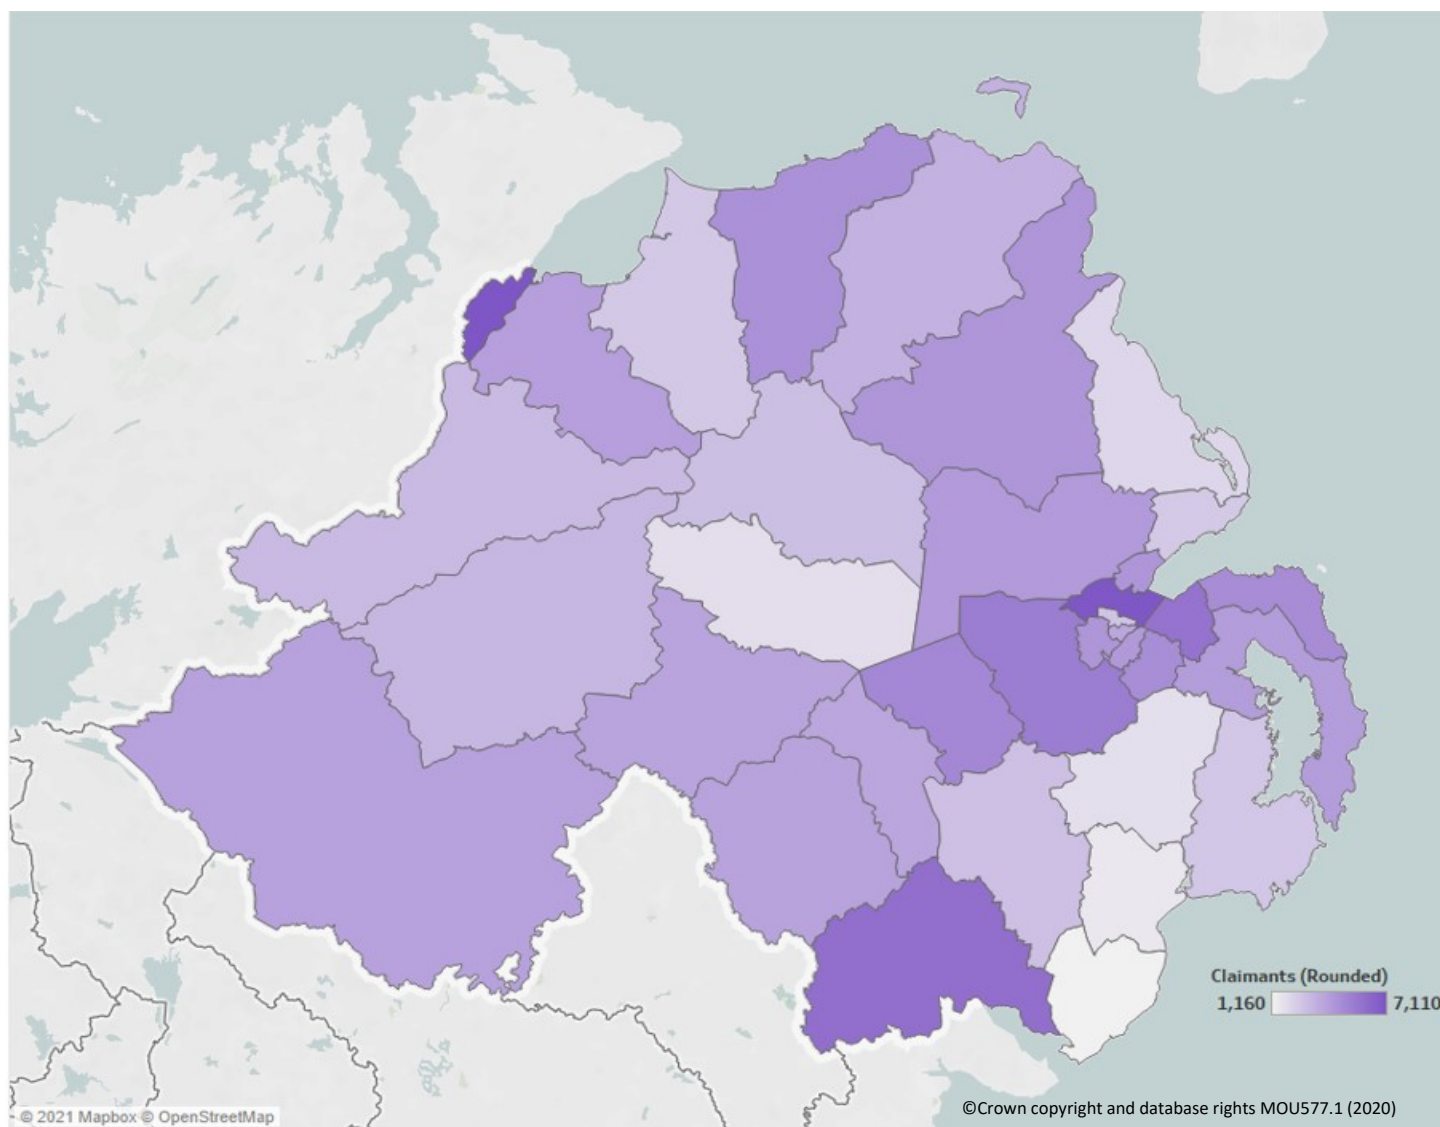 Claimants (Rounded)
1,160 7,110
© 2021 Mapbox © OpenStreetMap
©Crown copyright and database rights MOU577.1 (2020)